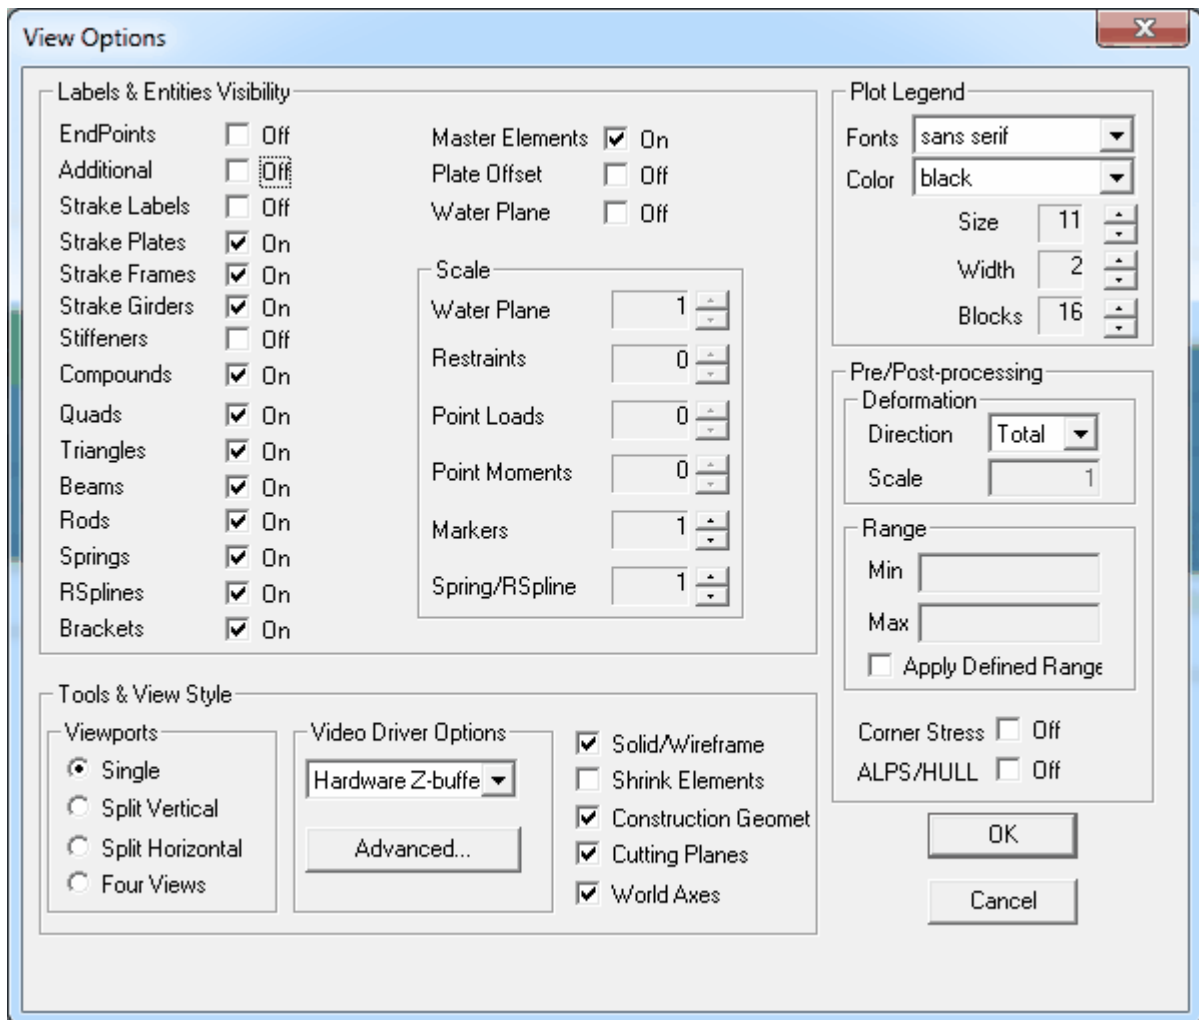 View Options
Labels & Entities Visibility
EndPoints Off
Additional Off
Strake Labels Off
Strake Plates On
Strake Frames On
Strake Girders On
Stiffeners Off
Compounds On
Quads On
Triangles On
Beams On
Rods On
Springs On
RSplines On
Brackets On
Master Elements On
Plate Offset Off
Water Plane Off
Scale
Water Plane 1
Restraints 0
Point Loads 0
Point Moments 0
Markers 1
Spring/RSpline 1
Plot Legend
Fonts sans serif
Color black
Size 11
Width 2
Blocks 16
Pre/Post-processing
Deformation
Direction Total
Scale 1
Range
Min
Max
Apply Defined Range
Corner Stress Off
ALPS/HULL Off
Tools & View Style
Viewports
Single
Split Vertical
Split Horizontal
Four Views
Video Driver Options
Hardware Z-buffe
Advanced...
Solid/Wireframe
Shrink Elements
Construction Geomet
Cutting Planes
World Axes
OK
Cancel